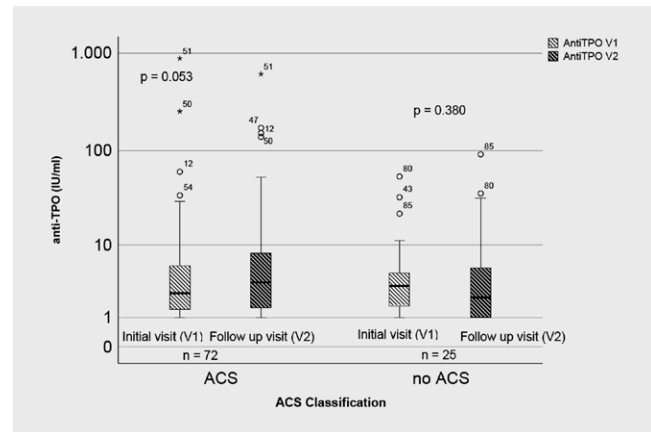 AntiTPO V1
AntiTPO V2
1.000
100
10
1
0
anti-TPO (IU/ml)
p = 0.053
p = 0.380
51
50
12
54
51
47
12
50
80
43
85
85
80
Initial visit (V1) Follow up visit (V2) Initial visit (V1) Follow up visit (V2)
n = 72 n = 25
ACS no ACS
ACS Classification